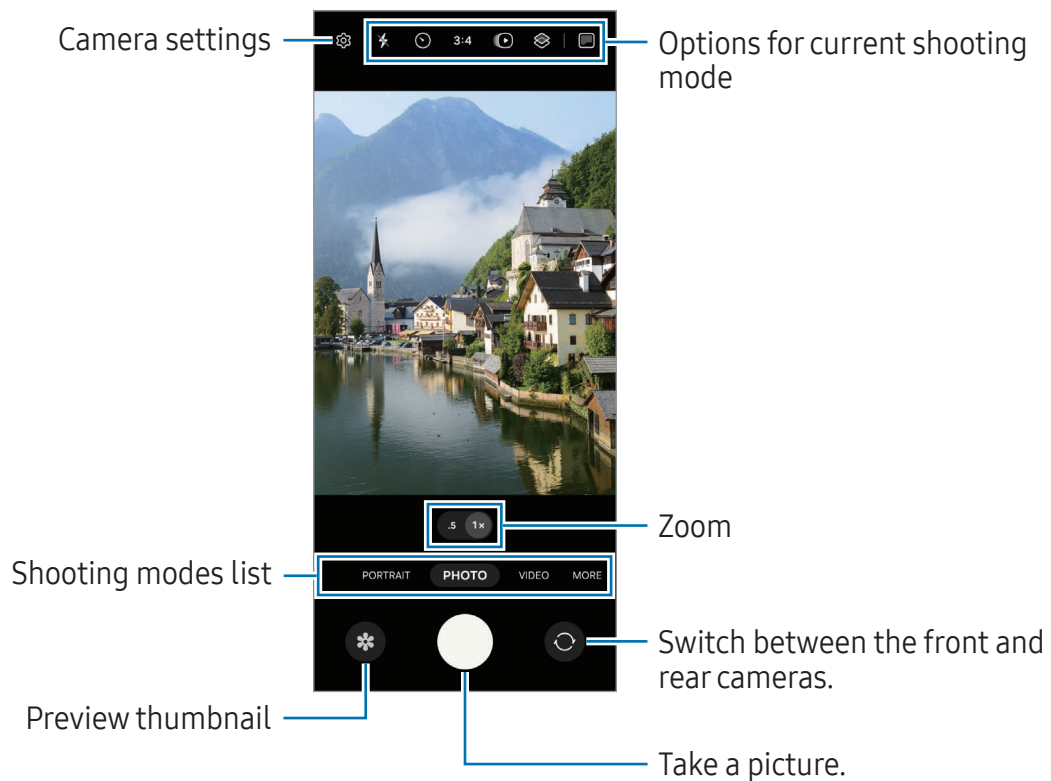 Camera settings
3:4
Options for current shooting
mode
.5 1×
Zoom
Shooting modes list
PORTRAIT PHOTO VIDEO MORE
Switch between the front and
rear cameras.
Preview thumbnail
Take a picture.